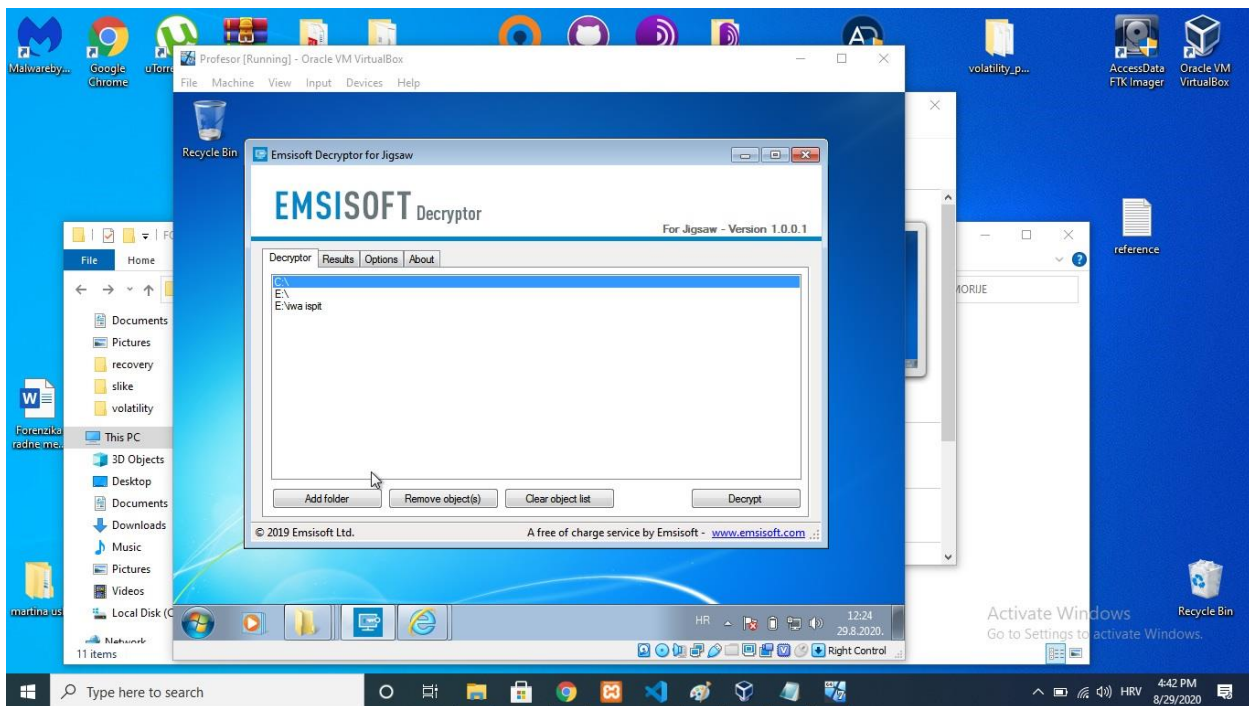 Malwareby...
Google Chrome
uTorre
volatility_p...
AccessData FTK Imager
Oracle VM VirtualBox
Profesor [Running] - Oracle VM VirtualBox
File Machine View Input Devices Help
Recycle Bin
Emsisoft Decryptor for Jigsaw
EMSISOFT Decryptor
For Jigsaw - Version 1.0.0.1
Decryptor Results Options About
C:\
E:\
E:\iwa ispit
Add folder Remove object(s) Clear object list Decrypt
© 2019 Emsisoft Ltd. A free of charge service by Emsisoft - www.emsisoft.com
HR 12:24
29.8.2020.
Right Control
File Home
MORIJE
reference
Documents
Pictures
recovery
slike
volatility
This PC
3D Objects
Desktop
Documents
Downloads
Music
Pictures
Videos
Local Disk (C
Network
11 items
Forenzika radne me...
martina us
Activate Windows
Go to Settings to activate Windows.
Recycle Bin
Type here to search
HRV
4:42 PM
8/29/2020